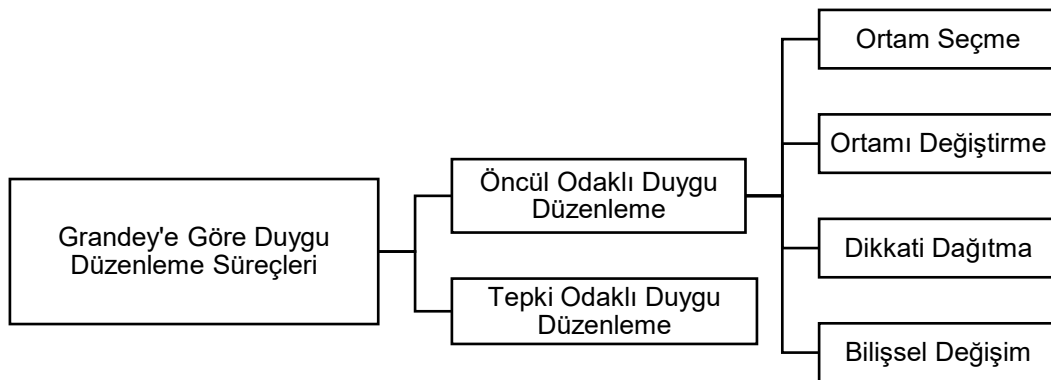 Grandey'e Göre Duygu
Düzenleme Süreçleri
Öncül Odaklı Duygu
Düzenleme
Tepki Odaklı Duygu
Düzenleme
Ortam Seçme
Ortamı Değiştirme
Dikkati Dağıtma
Bilişsel Değişim